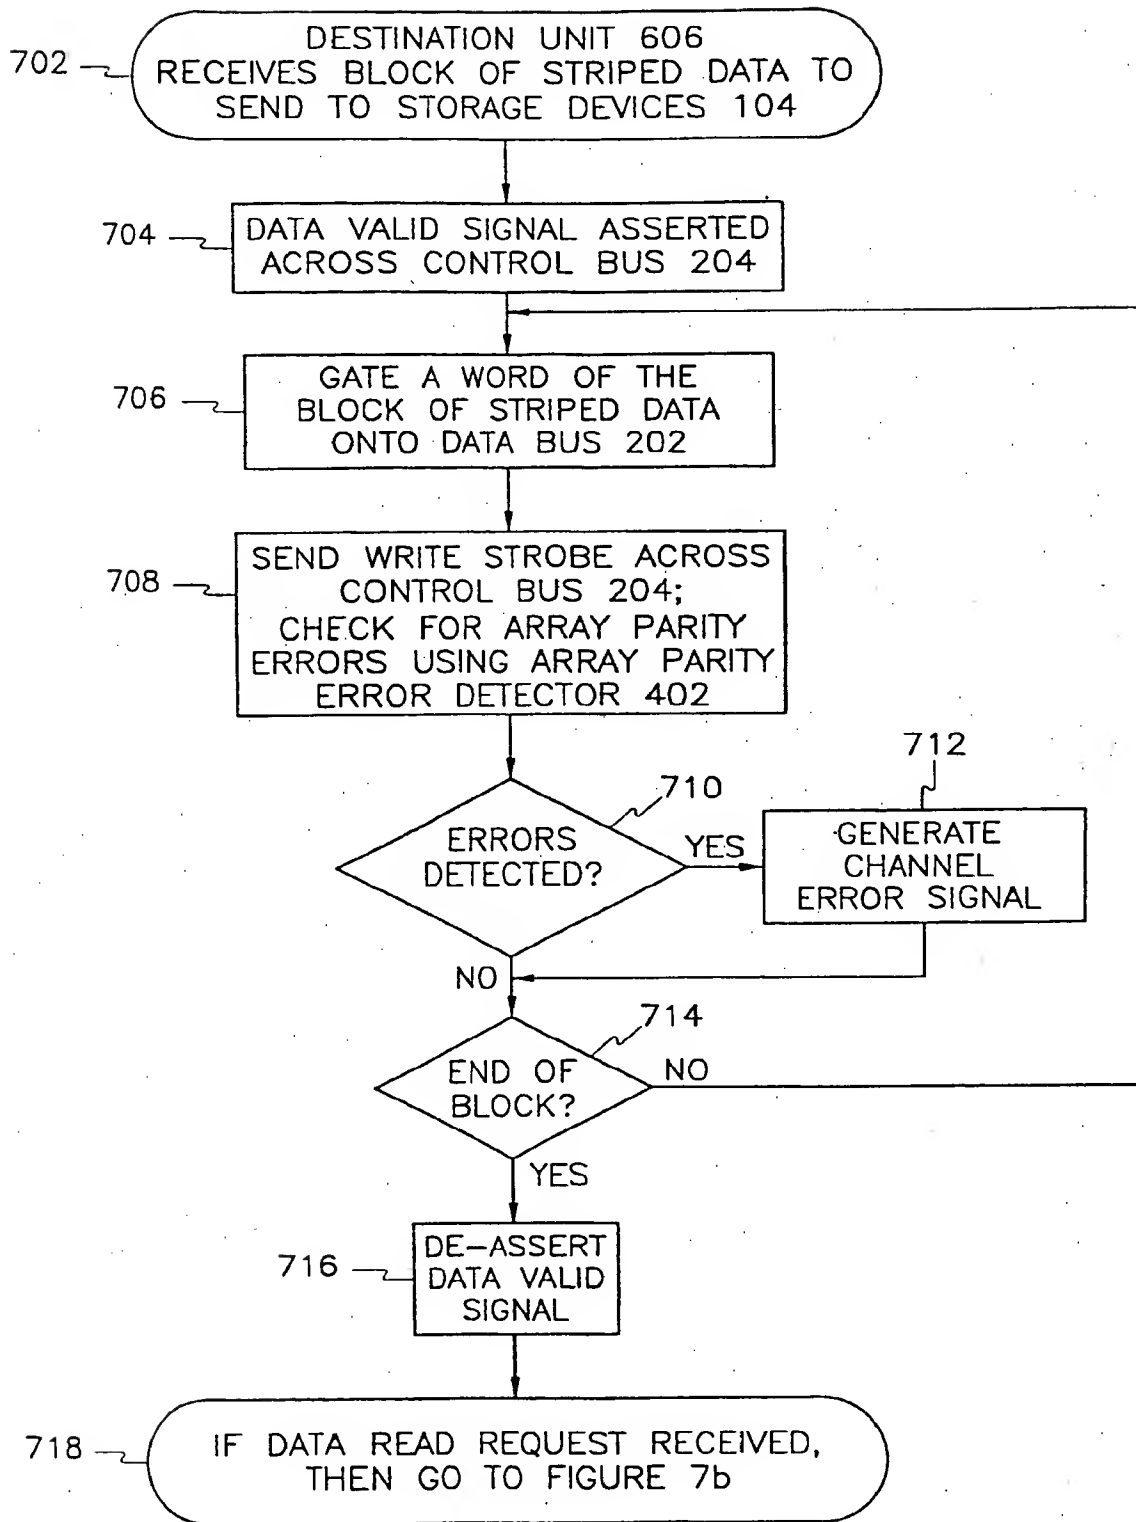 702
DESTINATION UNIT 606
RECEIVES BLOCK OF STRIPED DATA TO
SEND TO STORAGE DEVICES 104
704
DATA VALID SIGNAL ASSERTED
ACROSS CONTROL BUS 204
706
GATE A WORD OF THE
BLOCK OF STRIPED DATA
ONTO DATA BUS 202
708
SEND WRITE STROBE ACROSS
CONTROL BUS 204;
CHECK FOR ARRAY PARITY
ERRORS USING ARRAY PARITY
ERROR DETECTOR 402
710
ERRORS
DETECTED?
YES
712
GENERATE
CHANNEL
ERROR SIGNAL
NO
714
END OF
BLOCK?
NO
YES
716
DE-ASSERT
DATA VALID
SIGNAL
718
IF DATA READ REQUEST RECEIVED,
THEN GO TO FIGURE 7b